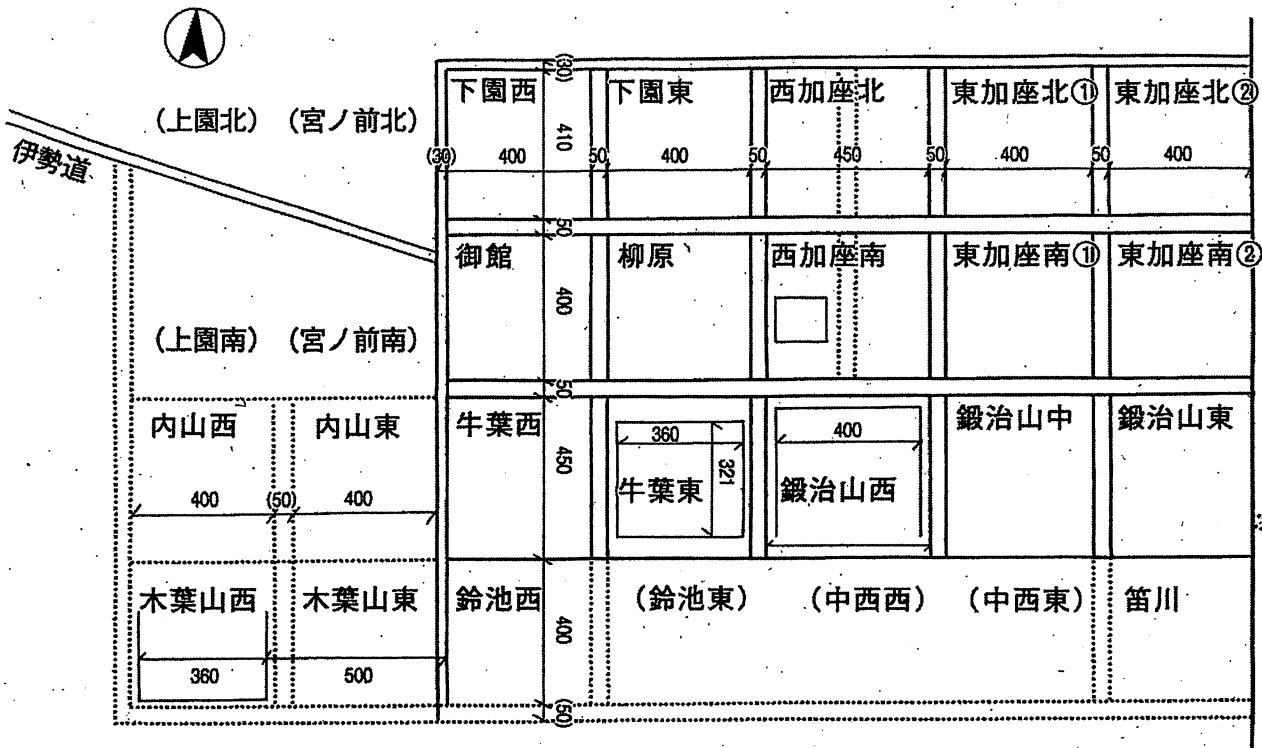 (30)
下園西 下園東 西加座北 東加座北① 東加座北②
(上園北) (宮ノ前北)
410
伊勢道
(30) 400 50 400 50 450 50 400 50 400
50
御館 柳原 西加座南 東加座南① 東加座南②
400
(上園南) (宮ノ前南)
50
内山西 内山東 牛葉西 鍛治山中 鍛治山東
360 400
450 321
牛葉東 鍛治山西
400 (50) 400
木葉山西 木葉山東 鈴池西 (鈴池東) (中西西) (中西東) 笛川
400
360 500
(50)